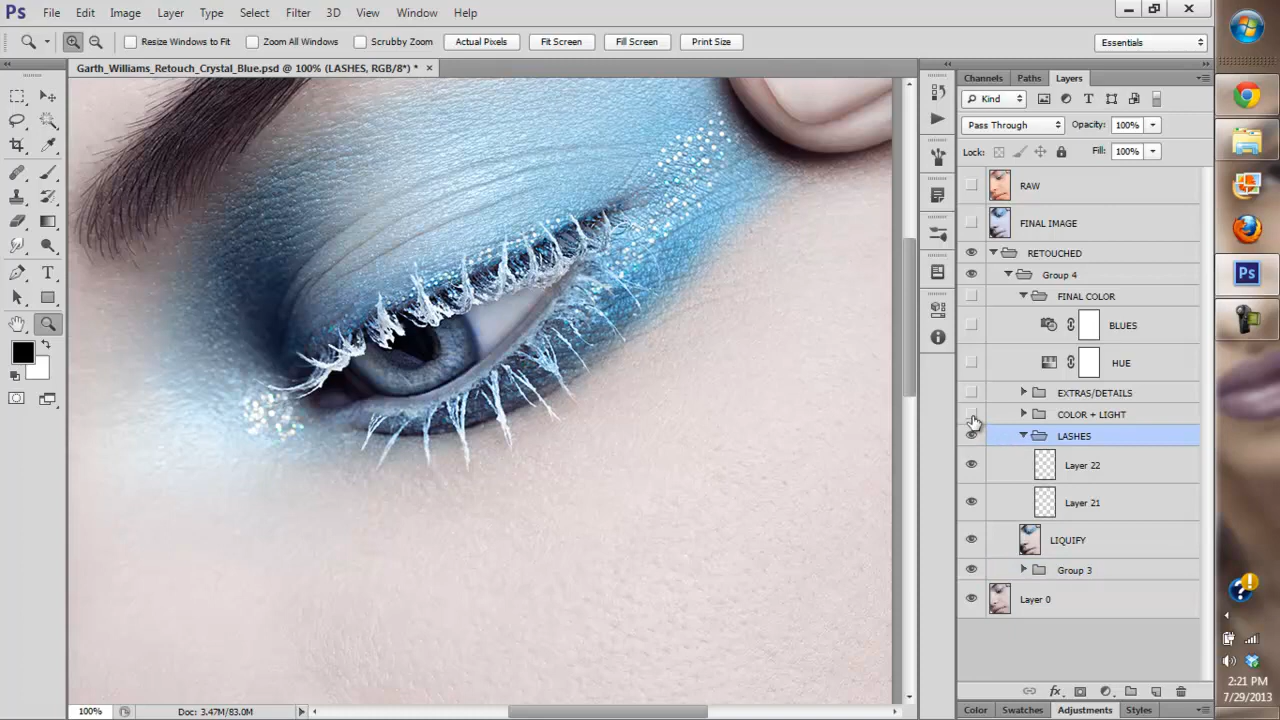 Ps File Edit Image Layer Type Select Filter 3D View Window Help
Resize Windows to Fit Zoom All Windows Scrubby Zoom Actual Pixels Fit Screen Fill Screen Print Size Essentials
Garth_Williams_Retouch_Crystal_Blue.psd @ 100% (LASHES, RGB/8*) * ×
Channels Paths Layers
Kind
Pass Through Opacity: 100%
Lock: Fill: 100%
RAW
FINAL IMAGE
RETOUCHED
Group 4
FINAL COLOR
BLUES
HUE
EXTRAS/DETAILS
COLOR + LIGHT
LASHES
Layer 22
Layer 21
LIQUIFY
Group 3
Layer 0
fx
100% Doc: 3.47M/83.0M
Color Swatches Adjustments Styles
Ps
2:21 PM
7/29/2013